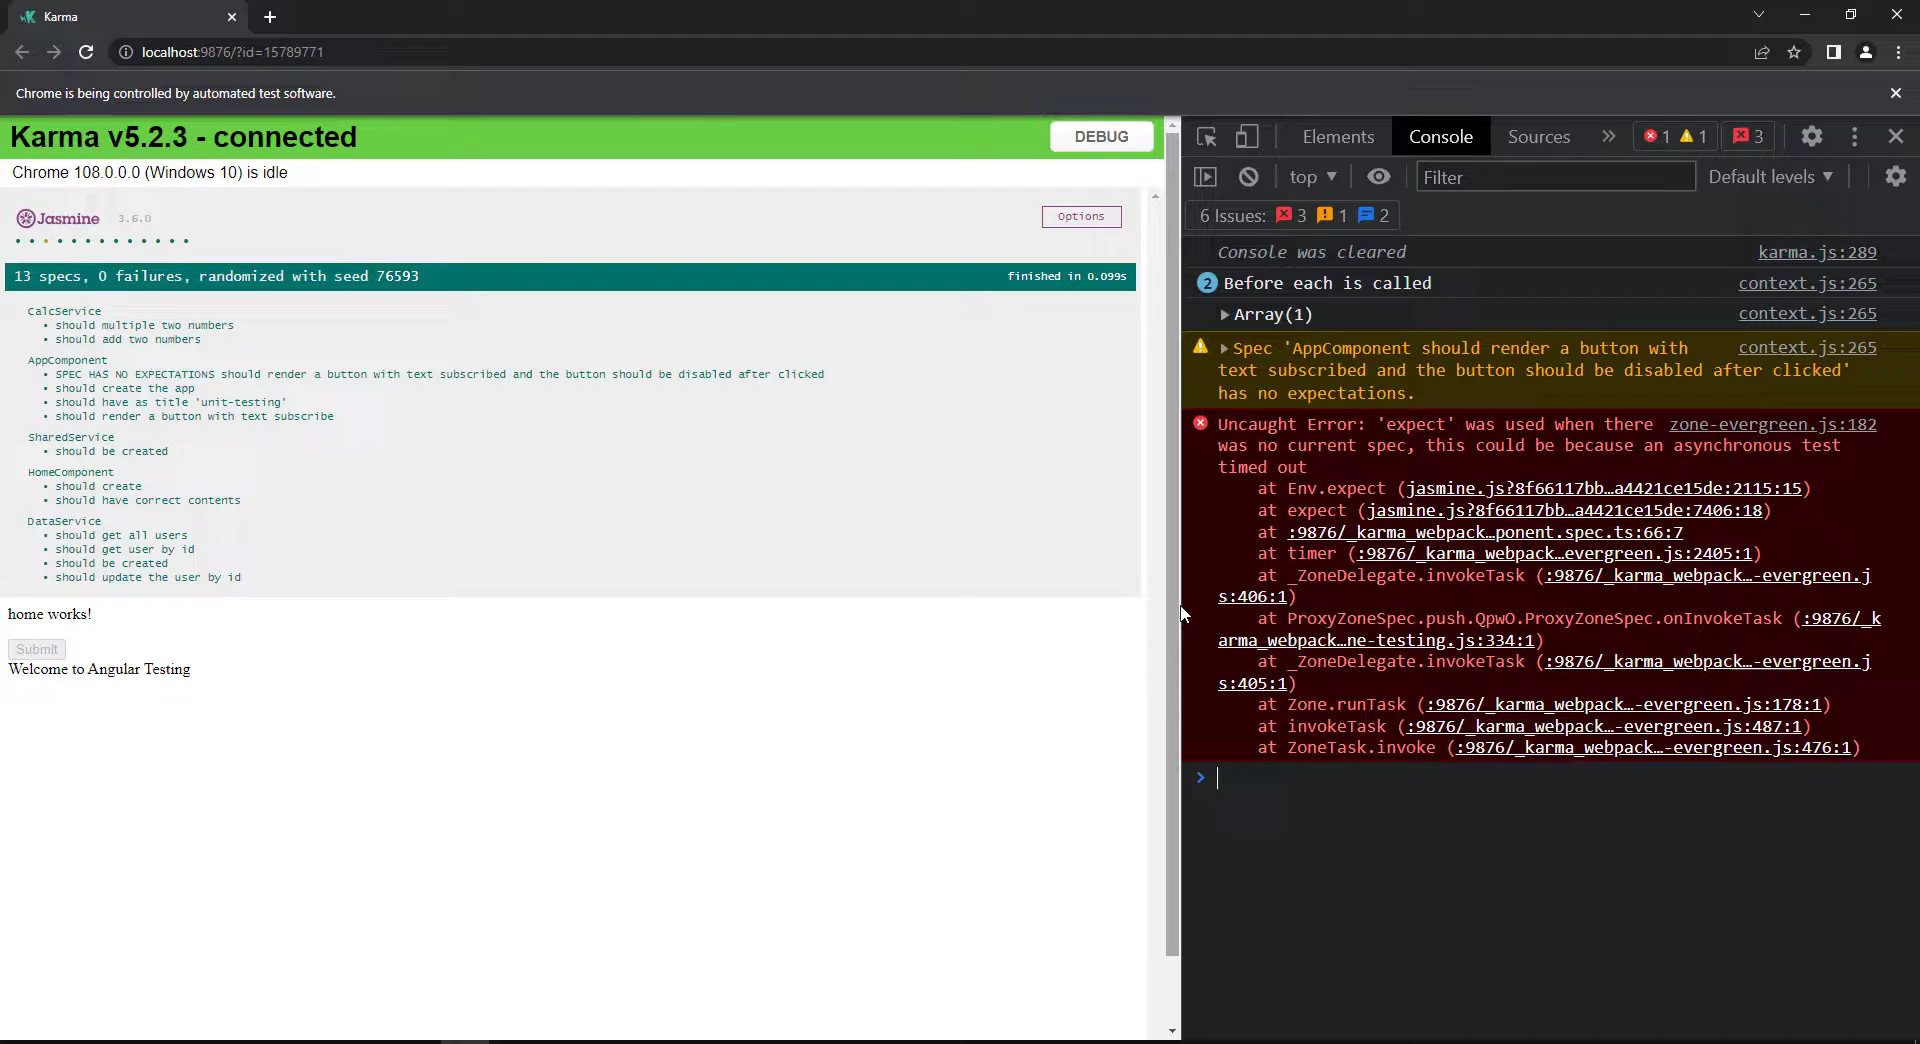 Karma
localhost:9876/?id=15789771
Chrome is being controlled by automated test software.
Karma v5.2.3 - connected
DEBUG
Chrome 108.0.0.0 (Windows 10) is idle
Jasmine 3.6.0
Options
13 specs, 0 failures, randomized with seed 76593
finished in 0.099s
CalcService
• should multiple two numbers
• should add two numbers
AppComponent
• SPEC HAS NO EXPECTATIONS should render a button with text subscribed and the button should be disabled after clicked
• should create the app
• should have as title 'unit-testing'
• should render a button with text subscribe
SharedService
• should be created
HomeComponent
• should create
• should have correct contents
DataService
• should get all users
• should get user by id
• should be created
• should update the user by id
home works!
Submit
Welcome to Angular Testing
Elements Console Sources » 1 1 3
top Filter Default levels
6 Issues: 3 1 2
Console was cleared karma.js:289
2 Before each is called context.js:265
Array(1) context.js:265
Spec 'AppComponent should render a button with context.js:265
text subscribed and the button should be disabled after clicked'
has no expectations.
Uncaught Error: 'expect' was used when there zone-evergreen.js:182
was no current spec, this could be because an asynchronous test
timed out
at Env.expect (jasmine.js?8f66117bb…a4421ce15de:2115:15)
at expect (jasmine.js?8f66117bb…a4421ce15de:7406:18)
at :9876/_karma_webpack…ponent.spec.ts:66:7
at timer (:9876/_karma_webpack…evergreen.js:2405:1)
at _ZoneDelegate.invokeTask (:9876/_karma_webpack…-evergreen.j
s:406:1)
at ProxyZoneSpec.push.QpwO.ProxyZoneSpec.onInvokeTask (:9876/_k
arma_webpack…ne-testing.js:334:1)
at _ZoneDelegate.invokeTask (:9876/_karma_webpack…-evergreen.j
s:405:1)
at Zone.runTask (:9876/_karma_webpack…-evergreen.js:178:1)
at invokeTask (:9876/_karma_webpack…-evergreen.js:487:1)
at ZoneTask.invoke (:9876/_karma_webpack…-evergreen.js:476:1)